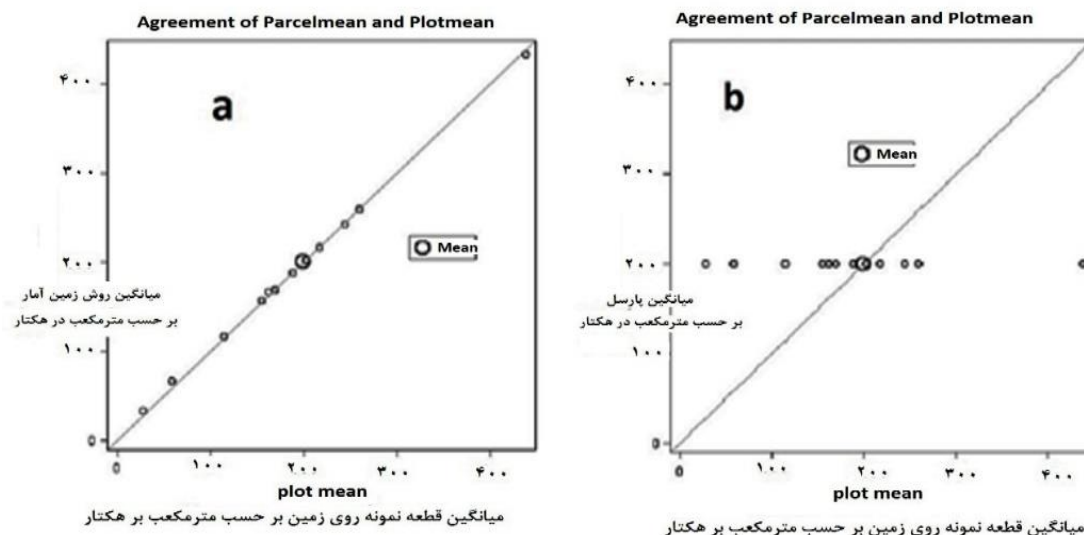 Agreement of Parcelmean and Plotmean
a
۴۰۰
۳۰۰
۲۰۰
۱۰۰
۰
Mean
میانگین روش زمین آمار
بر حسب مترمکعب در هکتار
۰ ۱۰۰ ۲۰۰ ۳۰۰ ۴۰۰
plot mean
میانگین قطعه نمونه روی زمین بر حسب مترمکعب بر هکتار
Agreement of Parcelmean and Plotmean
b
۴۰۰
۳۰۰
۲۰۰
۱۰۰
۰
Mean
میانگین پارسل
بر حسب مترمکعب در هکتار
۰ ۱۰۰ ۲۰۰ ۳۰۰ ۴۰۰
plot mean
میانگین قطعه نمونه روی زمین بر حسب مترمکعب بر هکتار